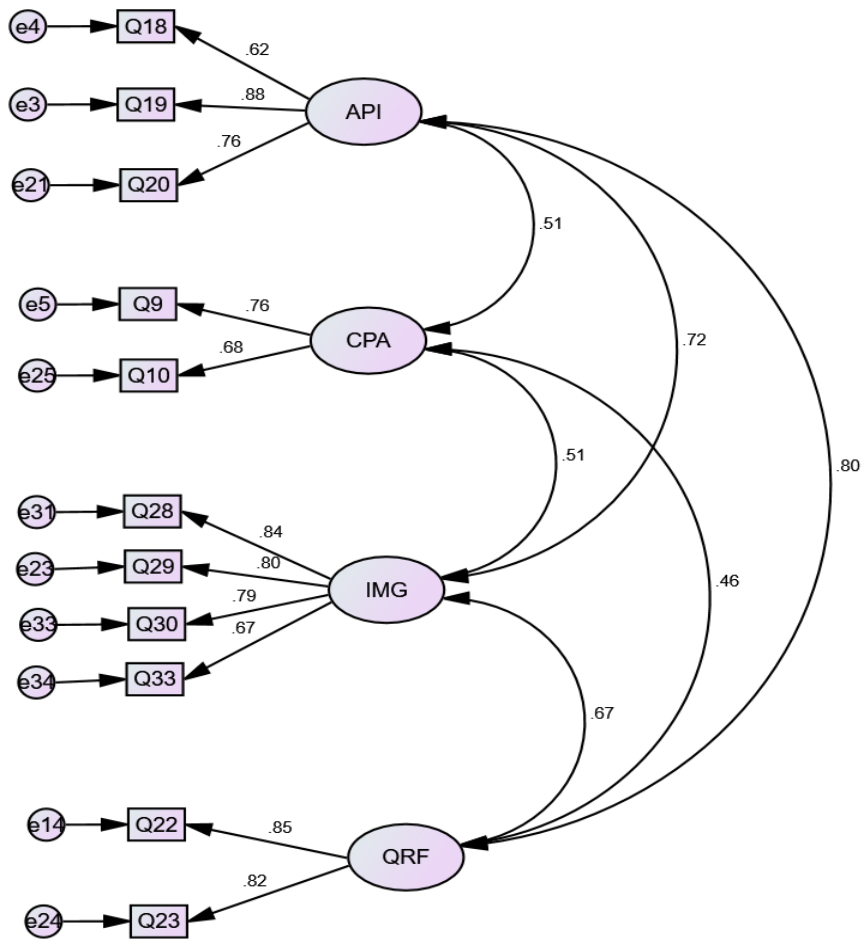 e4 Q18 .62
e3 Q19 .88 API
e21 Q20 .76
.51
e5 Q9 .76
CPA .72
e25 Q10 .68
.51 .80
e31 Q28 .84
e23 Q29 .80
IMG .46
e33 Q30 .79
e34 Q33 .67
.67
e14 Q22 .85
QRF
e24 Q23 .82